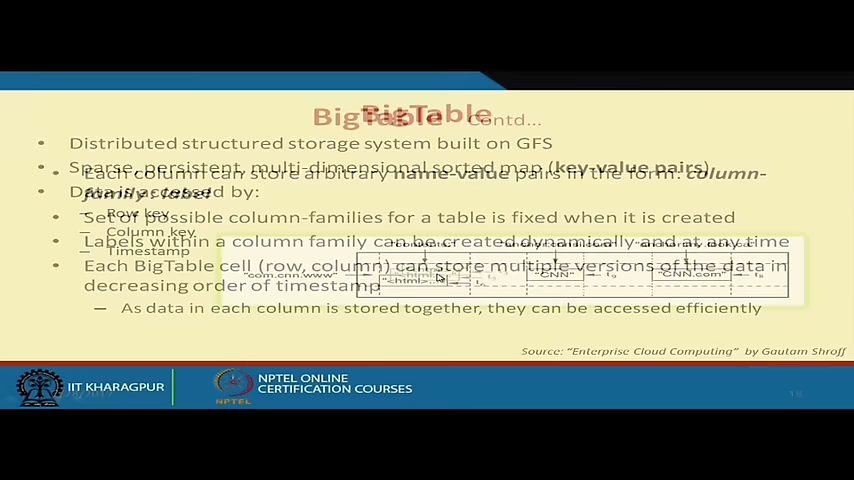 BigTable
BigTable Contd...
• Distributed structured storage system built on GFS
• Sparse, persistent, multi-dimensional sorted map (key-value pairs)
• Data is accessed by:
– Row key
– Column key
– Timestamp
"com.cnn.www"
"<html>...
"CNN"
t₉
"CNN.com"
t₈
• Each column can store arbitrary name-value pairs in the form: column-
family : label
• Set of possible column-families for a table is fixed when it is created
• Labels within a column family can be created dynamically and at any time
• Each BigTable cell (row, column) can store multiple versions of the data in
decreasing order of timestamp
– As data in each column is stored together, they can be accessed efficiently
Source: "Enterprise Cloud Computing" by Gautam Shroff
IIT KHARAGPUR
NPTEL
NPTEL ONLINE
CERTIFICATION COURSES